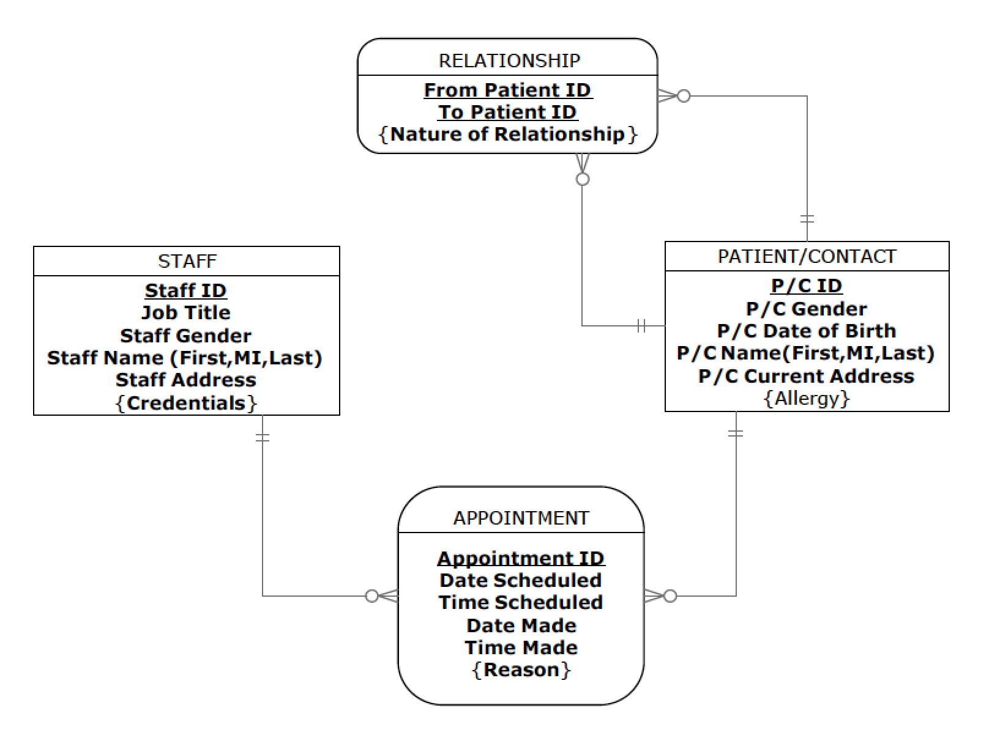 RELATIONSHIP
From Patient ID
To Patient ID
{Nature of Relationship}
STAFF
Staff ID
Job Title
Staff Gender
Staff Name (First,MI,Last)
Staff Address
{Credentials}
PATIENT/CONTACT
P/C ID
P/C Gender
P/C Date of Birth
P/C Name(First,MI,Last)
P/C Current Address
{Allergy}
APPOINTMENT
Appointment ID
Date Scheduled
Time Scheduled
Date Made
Time Made
{Reason}